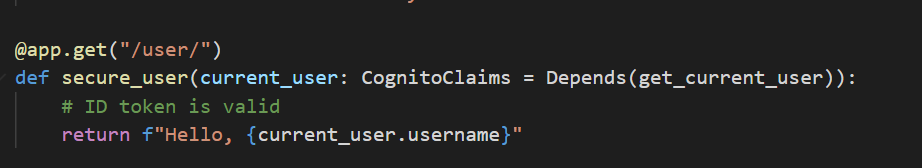 @app.get("/user/")
def secure_user(current_user: CognitoClaims = Depends(get_current_user)):
    # ID token is valid
    return f"Hello, {current_user.username}"